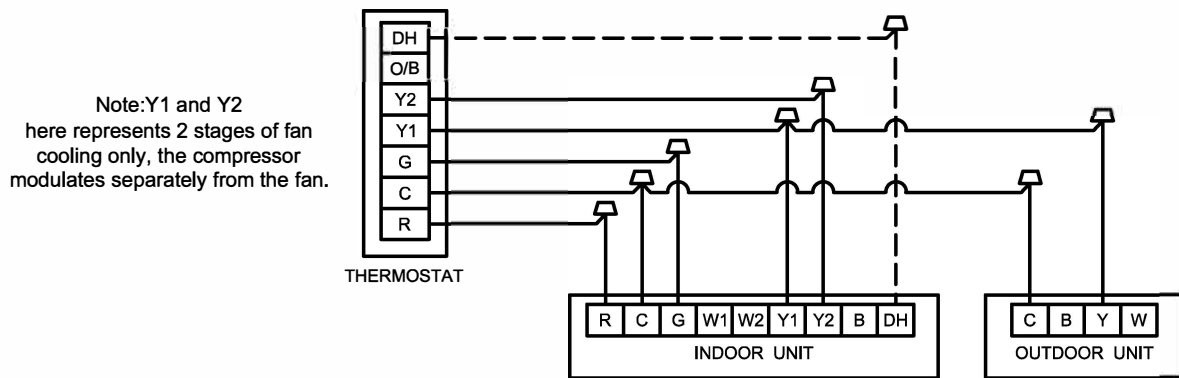 Note:Y1 and Y2
here represents 2 stages of fan
cooling only, the compressor
modulates separately from the fan.
DH
O/B
Y2
Y1
G
C
R
THERMOSTAT
R C G W1 W2 Y1 Y2 B DH
INDOOR UNIT
C B Y W
OUTDOOR UNIT